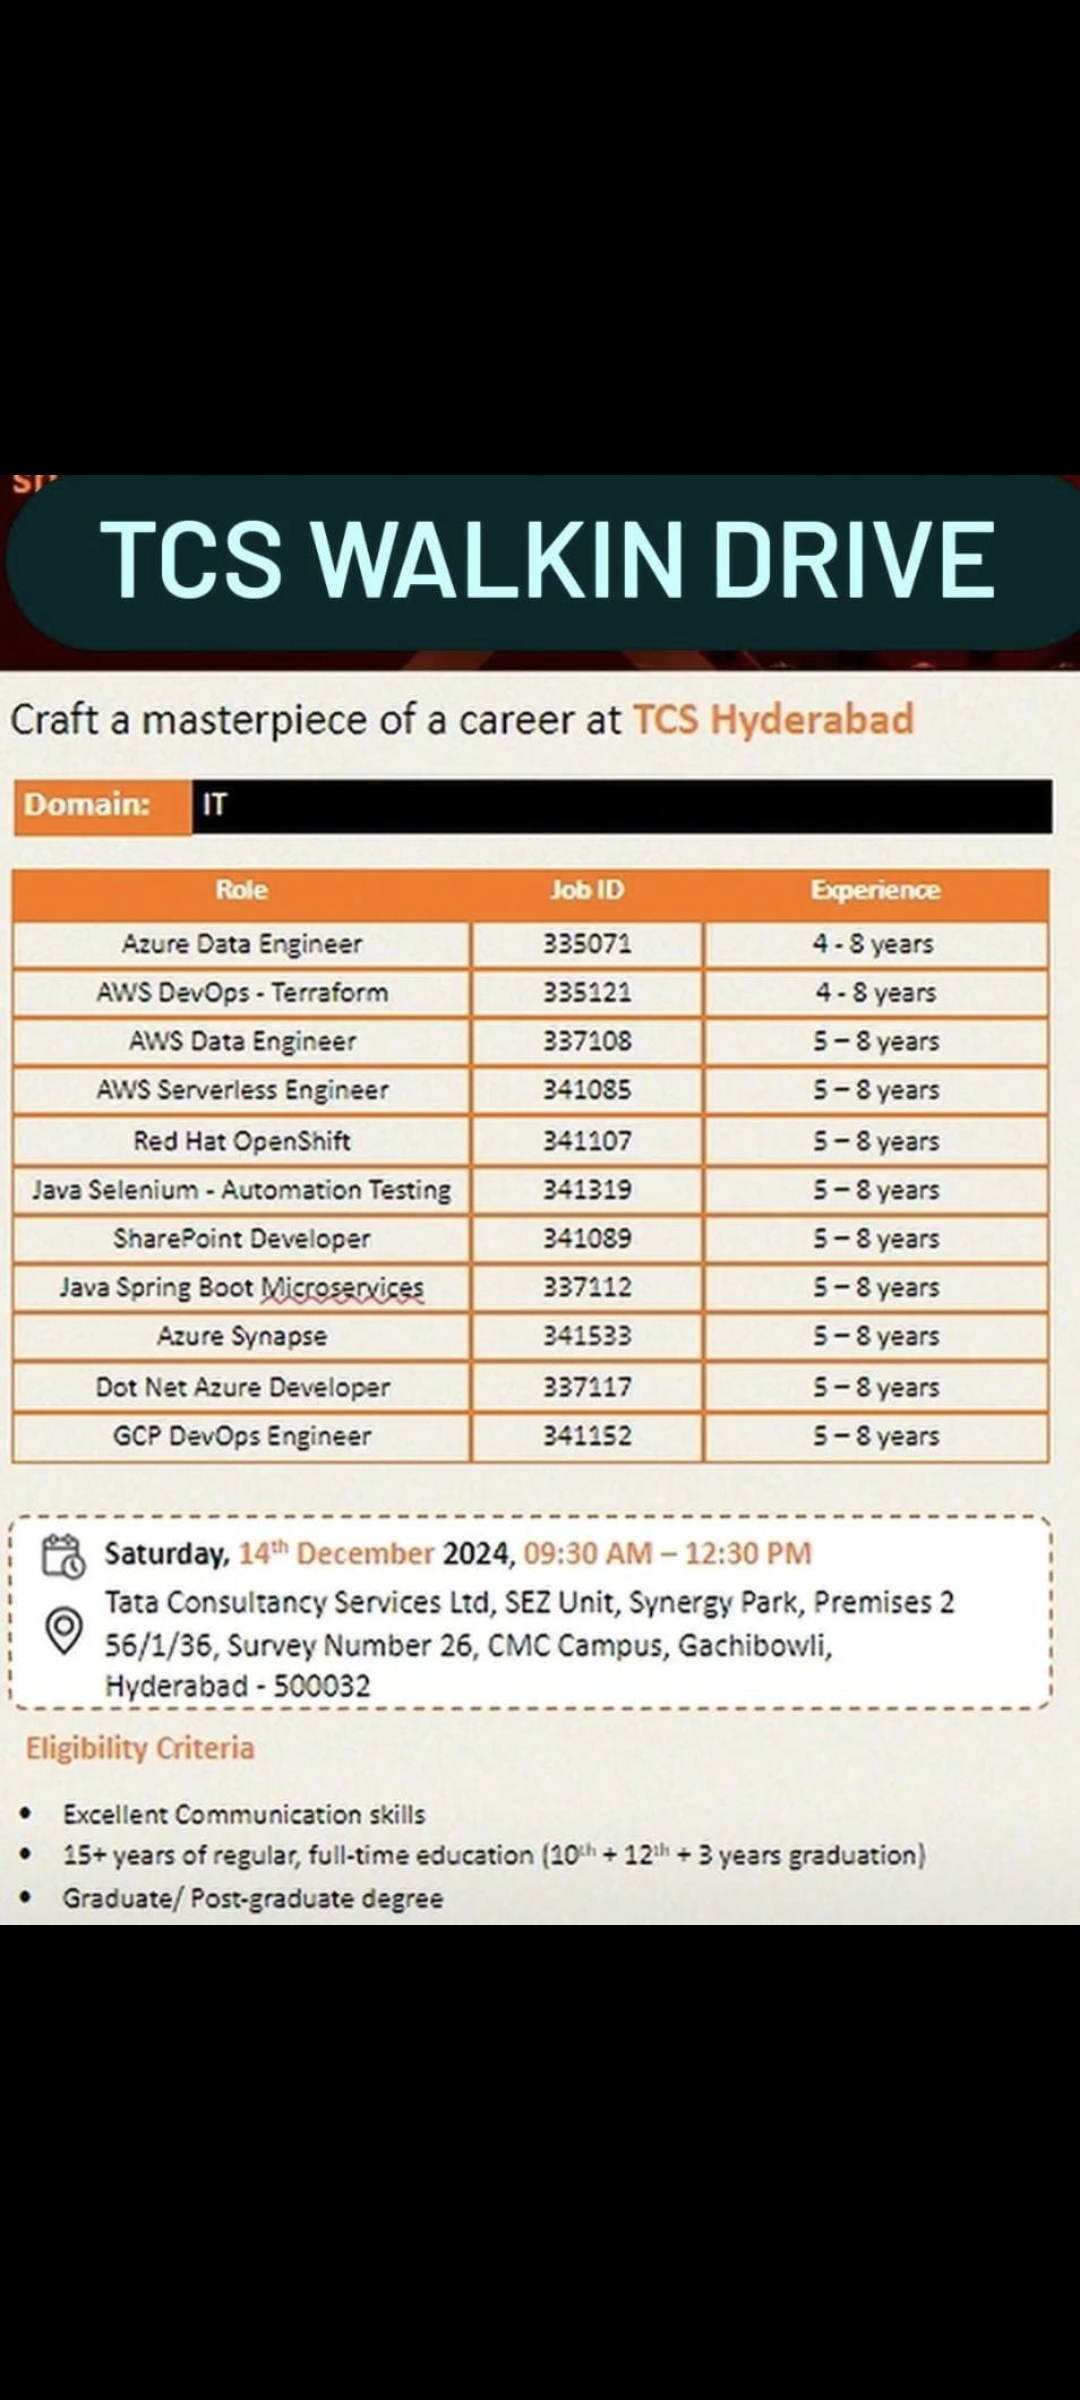 TCS WALKIN DRIVE
Craft a masterpiece of a career at TCS Hyderabad
Domain: IT
Role Job ID Experience
Azure Data Engineer 335071 4 - 8 years
AWS DevOps - Terraform 335121 4 - 8 years
AWS Data Engineer 337108 5 – 8 years
AWS Serverless Engineer 341085 5 – 8 years
Red Hat OpenShift 341107 5 – 8 years
Java Selenium - Automation Testing 341319 5 – 8 years
SharePoint Developer 341089 5 – 8 years
Java Spring Boot Microservices 337112 5 – 8 years
Azure Synapse 341533 5 – 8 years
Dot Net Azure Developer 337117 5 – 8 years
GCP DevOps Engineer 341152 5 – 8 years
Saturday, 14th December 2024, 09:30 AM – 12:30 PM
Tata Consultancy Services Ltd, SEZ Unit, Synergy Park, Premises 2
56/1/36, Survey Number 26, CMC Campus, Gachibowli,
Hyderabad - 500032
Eligibility Criteria
• Excellent Communication skills
• 15+ years of regular, full-time education (10th + 12th + 3 years graduation)
• Graduate/ Post-graduate degree